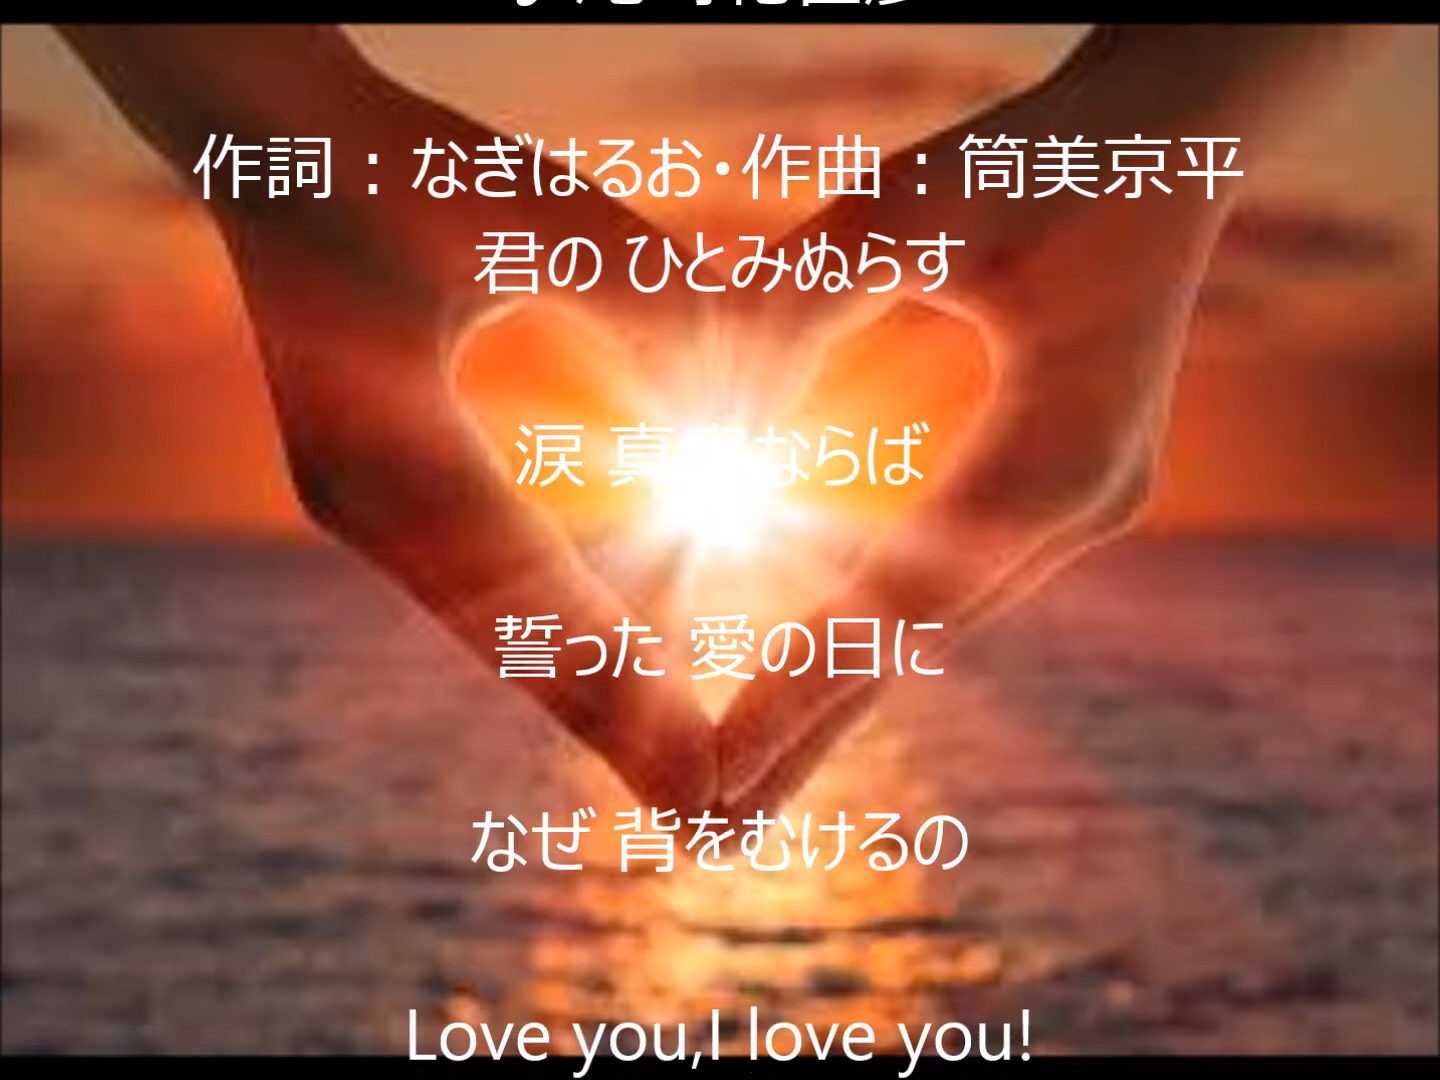 作詞：なぎはるお・作曲：筒美京平
君の ひとみぬらす
涙 真実ならば
誓った 愛の日に
なぜ 背をむけるの
Love you,I love you!